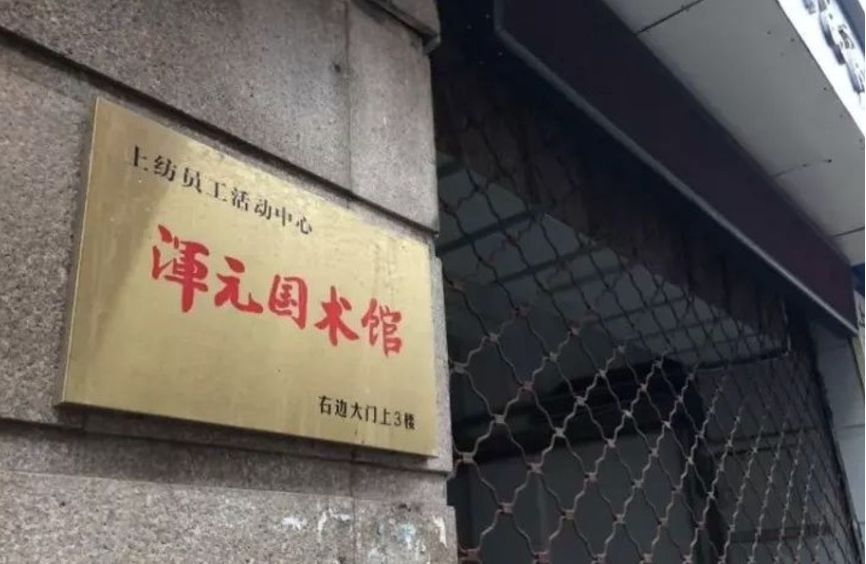 上纺员工活动中心
渾元国术馆
右边大门上3楼